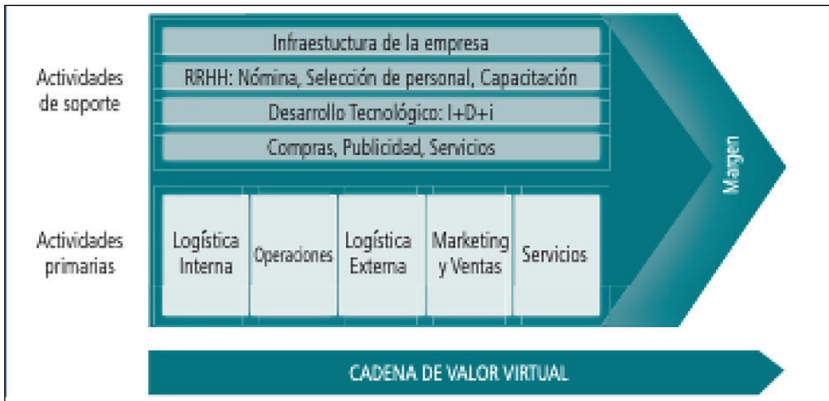 Infraestuctura de la empresa
Actividades
de soporte
RRHH: Nómina, Selección de personal, Capacitación
Desarrollo Tecnológico: I+D+i
Compras, Publicidad, Servicios
Margen
Actividades
primarias
Logística
Interna
Operaciones
Logística
Externa
Marketing
y Ventas
Servicios
CADENA DE VALOR VIRTUAL